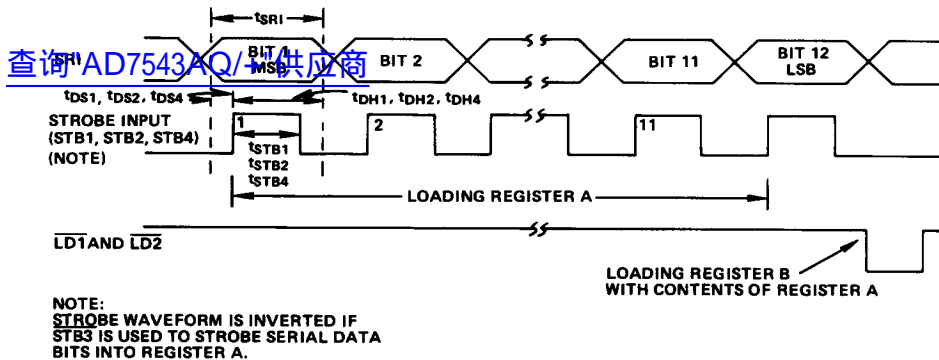 tSRI
查询"AD7543AQ/+"供应商
SRI
BIT 1
MSB
BIT 2
BIT 11
BIT 12
LSB
tDS1, tDS2, tDS4
tDH1, tDH2, tDH4
STROBE INPUT
(STB1, STB2, STB4)
(NOTE)
1
2
11
tSTB1
tSTB2
tSTB4
LOADING REGISTER A
LD1 AND LD2
LOADING REGISTER B
WITH CONTENTS OF REGISTER A
NOTE:
STROBE WAVEFORM IS INVERTED IF
STB3 IS USED TO STROBE SERIAL DATA
BITS INTO REGISTER A.